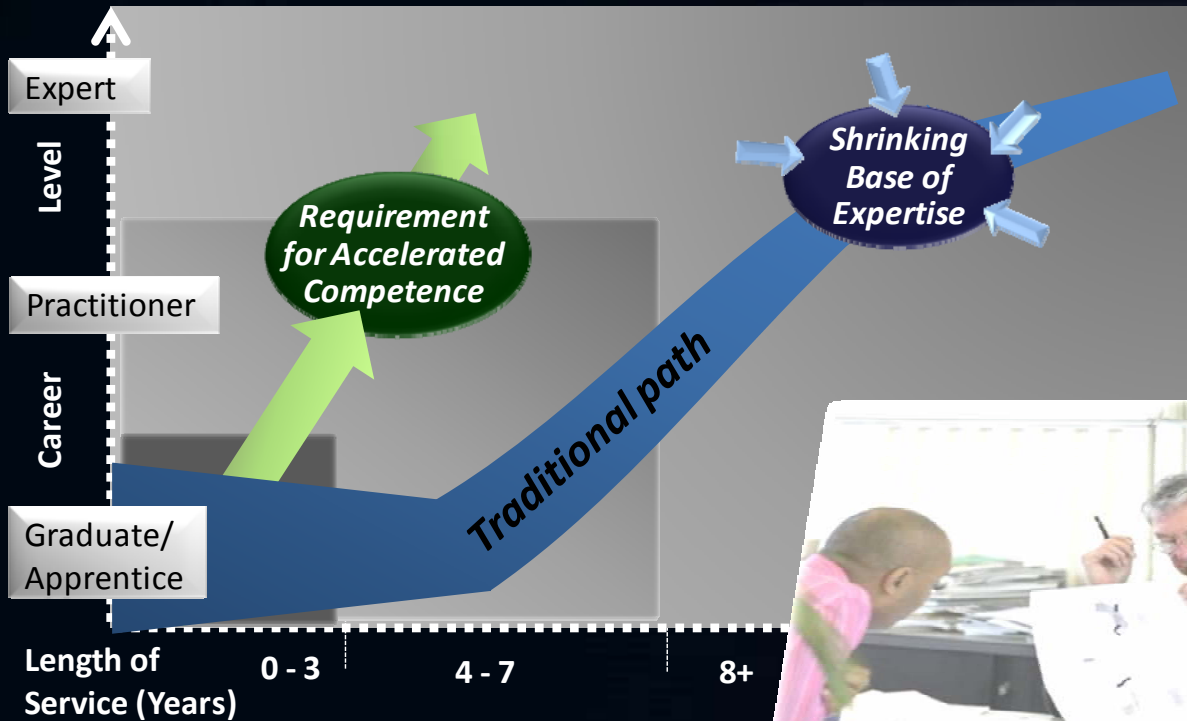 Expert
Level
Requirement
for Accelerated
Competence
Shrinking
Base of
Expertise
Practitioner
Career
Traditional path
Graduate/
Apprentice
Length of
Service (Years)
0 - 3
4 - 7
8+